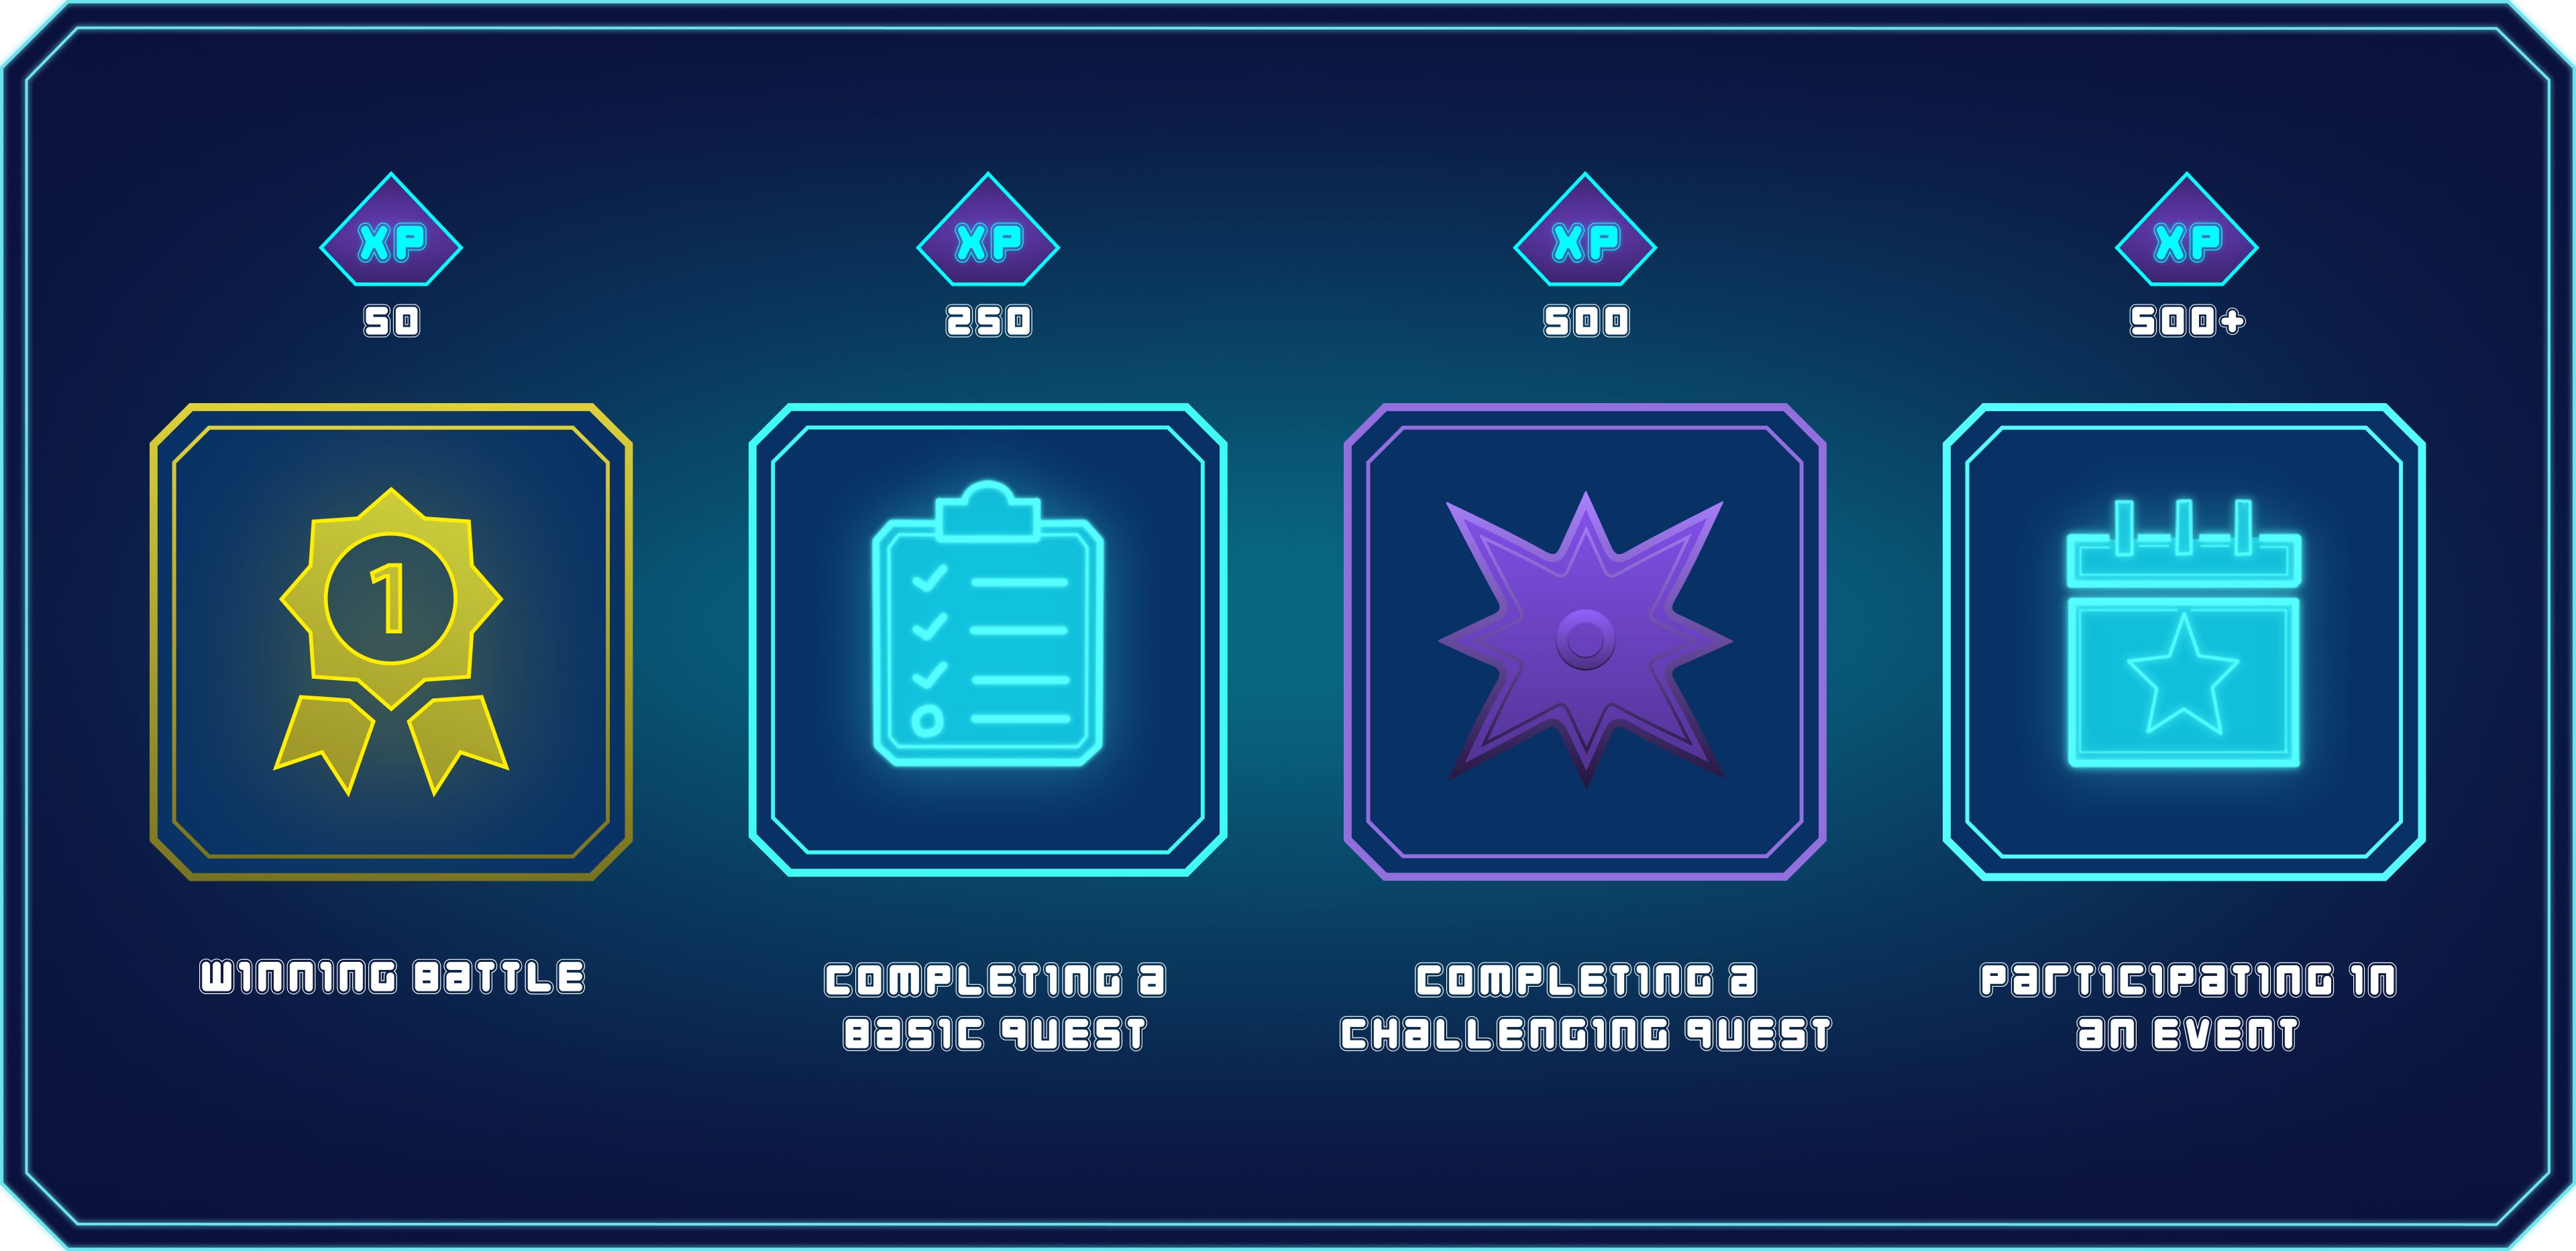 XP
50
XP
250
XP
500
XP
500+
1
WINNING BATTLE
COMPLETING A
BASIC QUEST
COMPLETING A
CHALLENGING QUEST
PARTICIPATING IN
AN EVENT